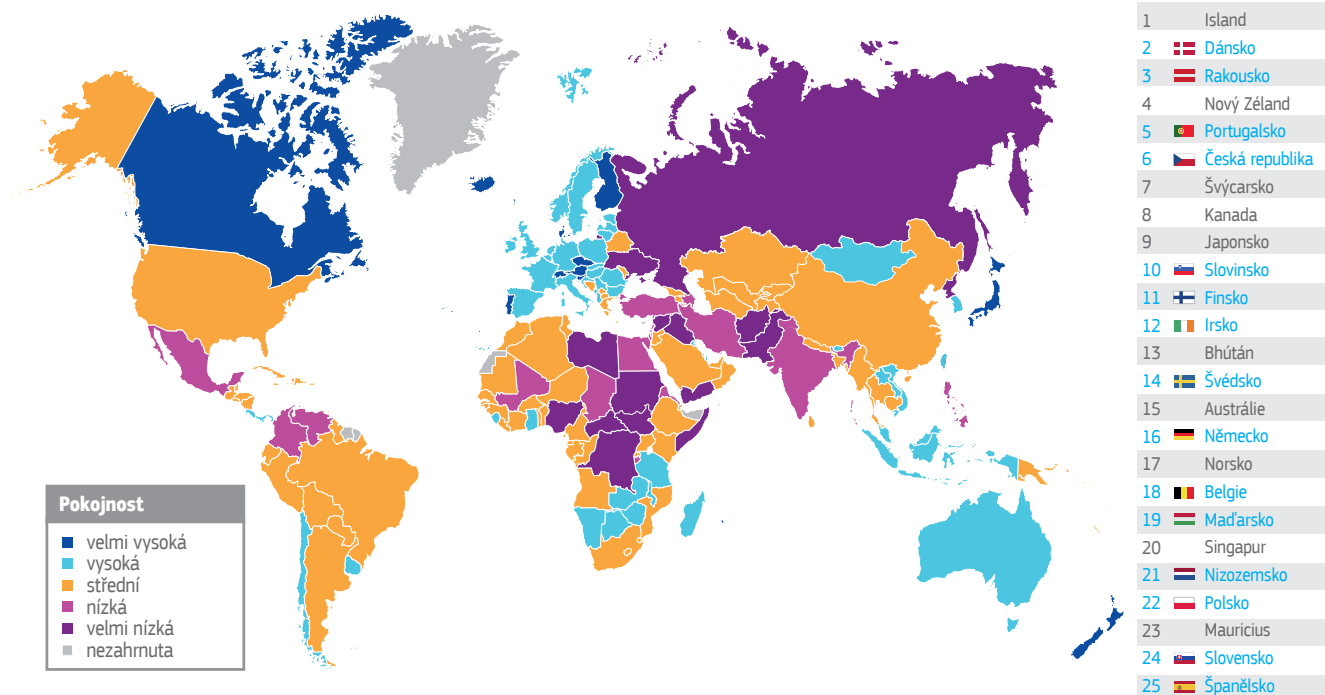 Pokojnost
velmi vysoká
vysoká
střední
nízká
velmi nízká
nezahrnuta
1 Island
2 Dánsko
3 Rakousko
4 Nový Zéland
5 Portugalsko
6 Česká republika
7 Švýcarsko
8 Kanada
9 Japonsko
10 Slovinsko
11 Finsko
12 Irsko
13 Bhútán
14 Švédsko
15 Austrálie
16 Německo
17 Norsko
18 Belgie
19 Maďarsko
20 Singapur
21 Nizozemsko
22 Polsko
23 Mauricius
24 Slovensko
25 Španělsko